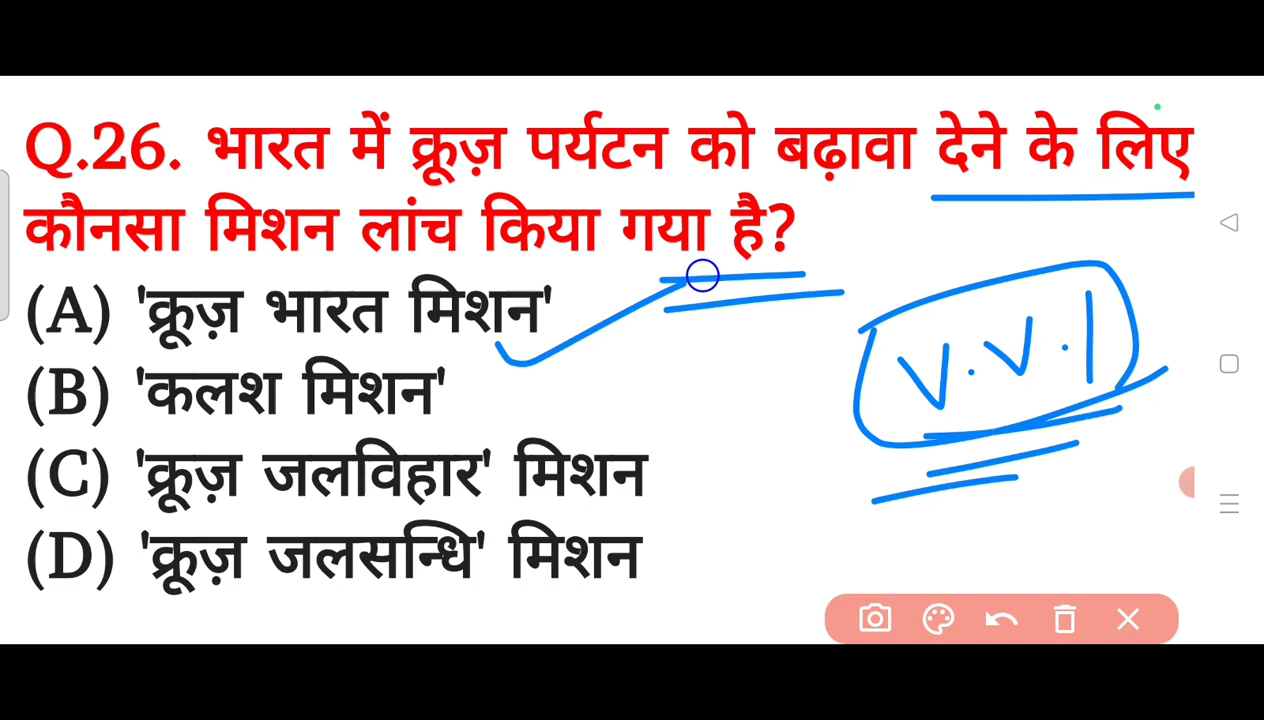 Q.26. भारत में क्रूज़ पर्यटन को बढ़ावा देने के लिए
कौनसा मिशन लांच किया गया है?
(A) 'क्रूज़ भारत मिशन'
(B) 'कलश मिशन'
(C) 'क्रूज़ जलविहार' मिशन
(D) 'क्रूज़ जलसन्धि' मिशन
V.V.I